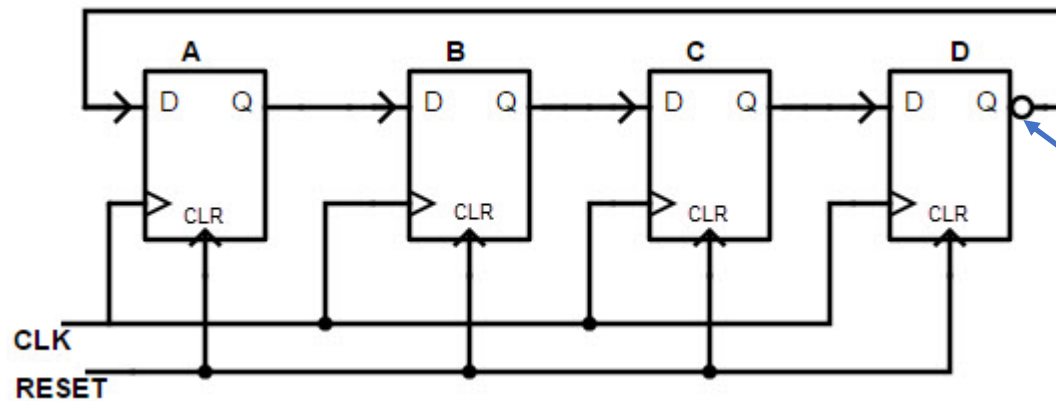 A B C D
D Q D Q D Q D Q
CLR CLR CLR CLR
CLK
RESET